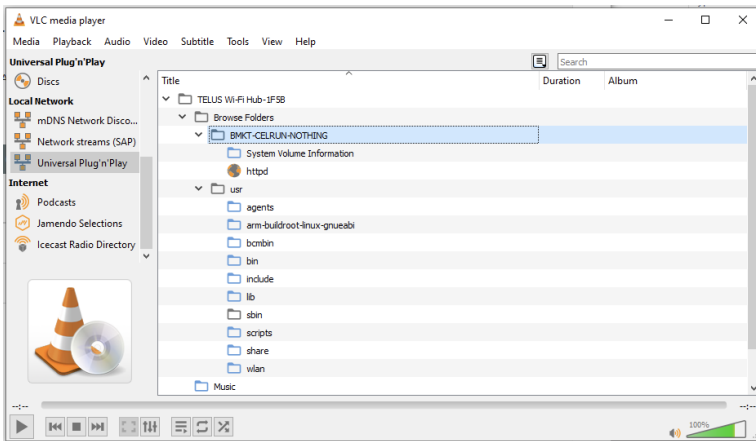 VLC media player
Media Playback Audio Video Subtitle Tools View Help
Universal Plug'n'Play
Search
Discs
Local Network
mDNS Network Disco...
Network streams (SAP)
Universal Plug'n'Play
Internet
Podcasts
Jamendo Selections
Icecast Radio Directory
Title Duration Album
TELUS Wi-Fi Hub-1F5B
Browse Folders
BMKT-CELRUN-NOTHING
System Volume Information
httpd
usr
agents
arm-buildroot-linux-gnueabi
bcmbin
bin
include
lib
sbin
scripts
share
wlan
Music
--:-- --:--
100%